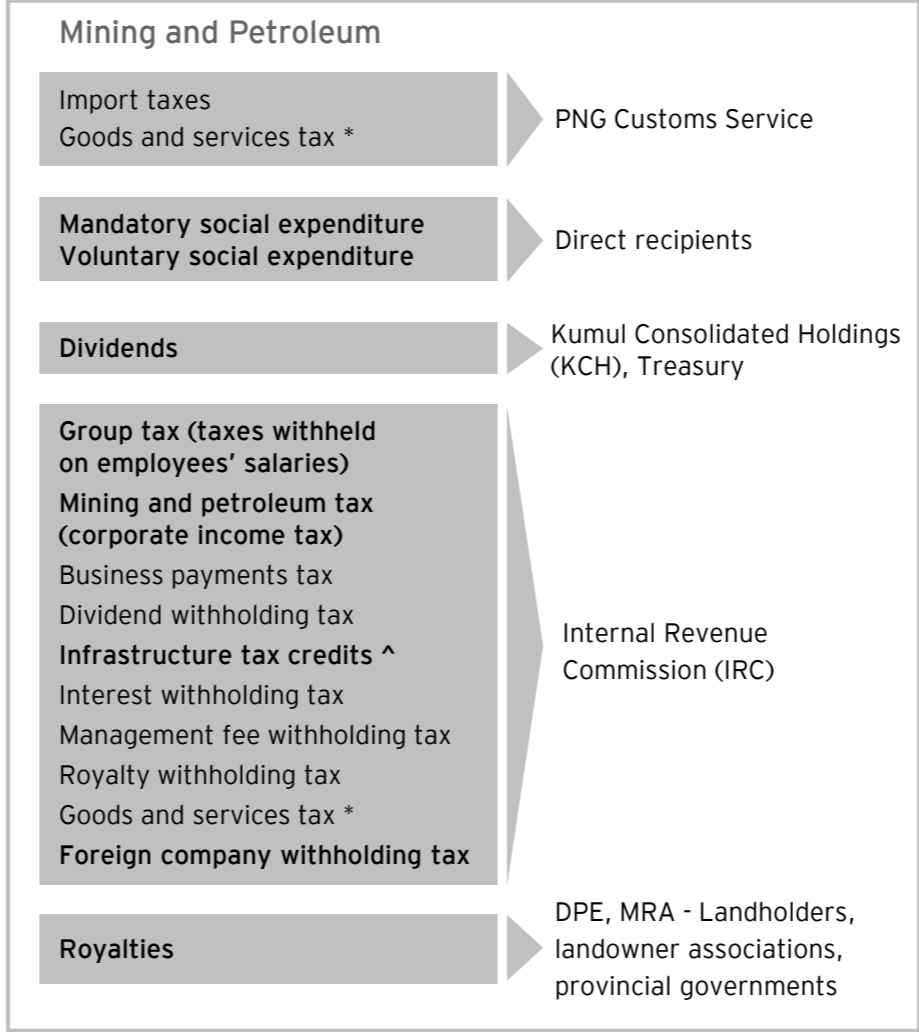 Mining and Petroleum
Import taxes
Goods and services tax *
PNG Customs Service
Mandatory social expenditure
Voluntary social expenditure
Direct recipients
Dividends
Kumul Consolidated Holdings
(KCH), Treasury
Group tax (taxes withheld
on employees’ salaries)
Mining and petroleum tax
(corporate income tax)
Business payments tax
Dividend withholding tax
Infrastructure tax credits ^
Interest withholding tax
Management fee withholding tax
Royalty withholding tax
Goods and services tax *
Foreign company withholding tax
Internal Revenue
Commission (IRC)
Royalties
DPE, MRA - Landholders,
landowner associations,
provincial governments